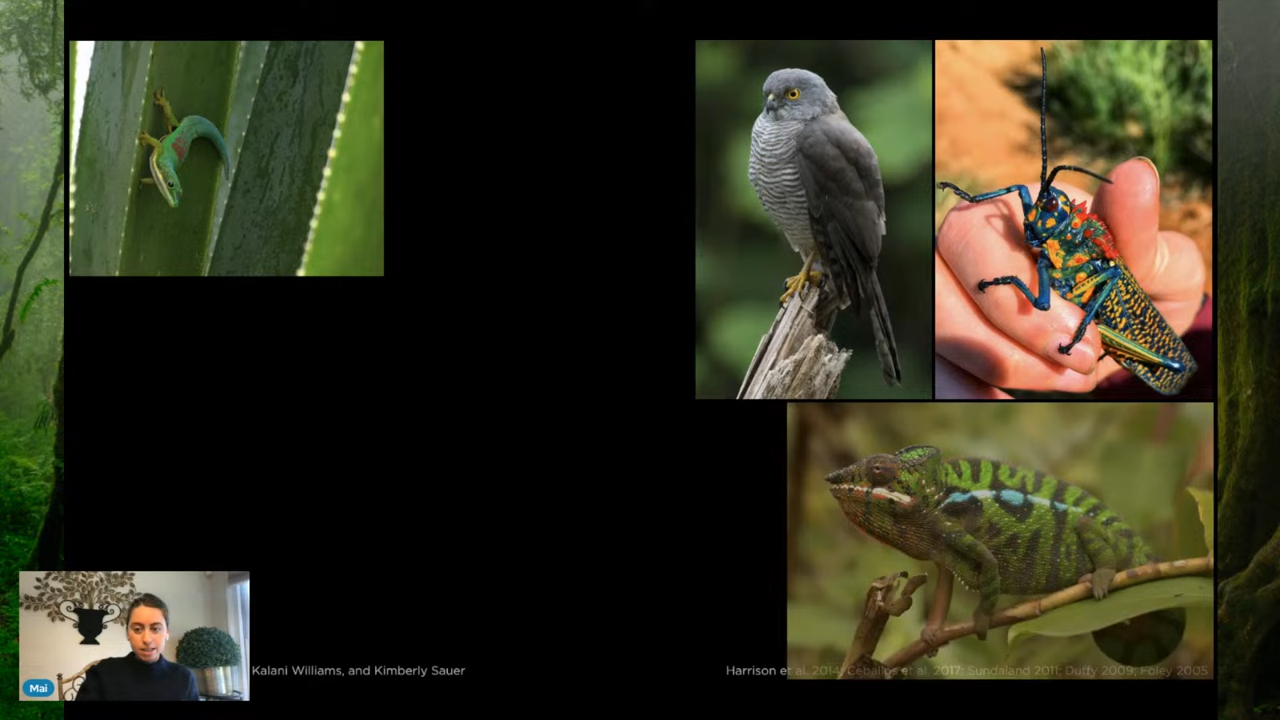 Mai
Kalani Williams, and Kimberly Sauer
Harrison et al. 2014; Ceballos et al. 2017; Sundaland 2011; Duffy 2009; Foley 2005